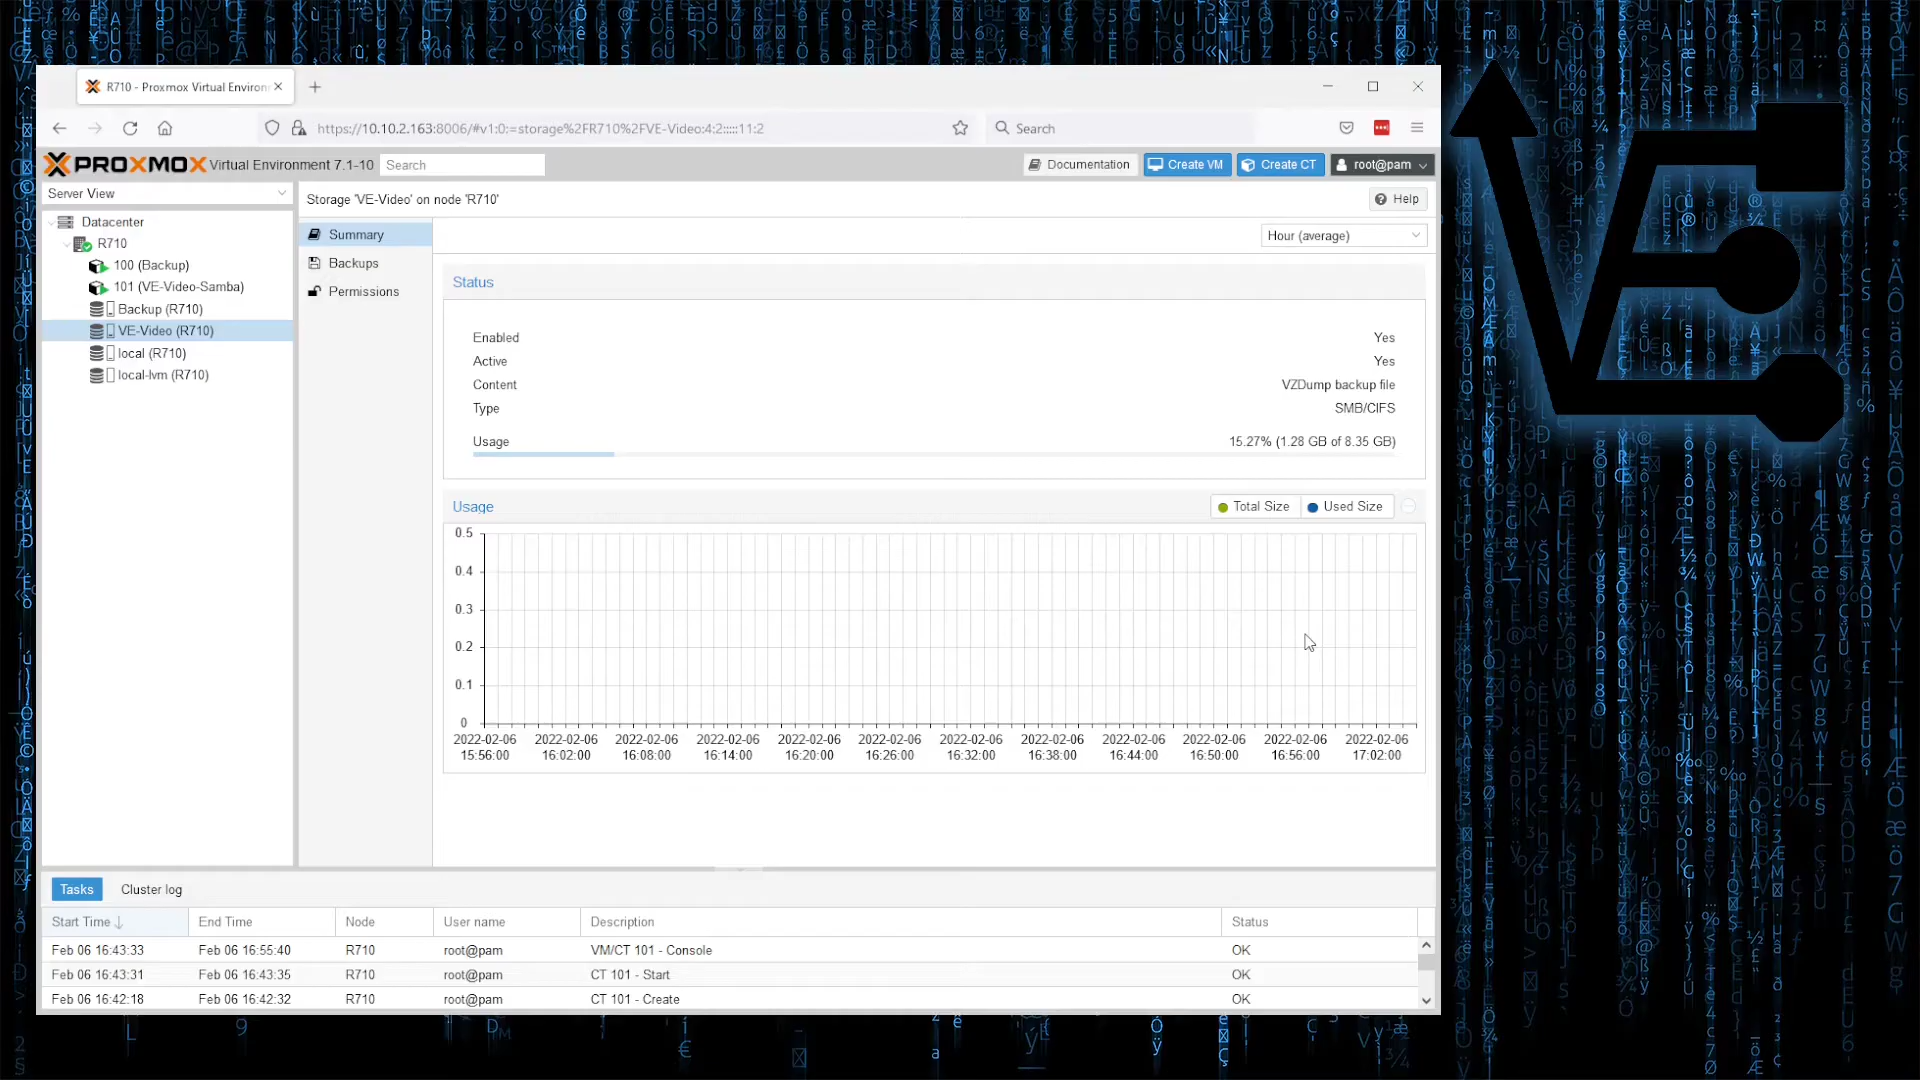 R710 - Proxmox Virtual Environ
https://10.10.2.163:8006/#v1:0:=storage%2FR710%2FVE-Video:4:2:::::11:2
Search
PROXMOX Virtual Environment 7.1-10
Search
Documentation
Create VM
Create CT
root@pam
Server View
Storage 'VE-Video' on node 'R710'
Help
Datacenter
R710
100 (Backup)
101 (VE-Video-Samba)
Backup (R710)
VE-Video (R710)
local (R710)
local-lvm (R710)
Summary
Backups
Permissions
Hour (average)
Status
Enabled Yes
Active Yes
Content VZDump backup file
Type SMB/CIFS
Usage 15.27% (1.28 GB of 8.35 GB)
Usage
Total Size
Used Size
0.5
0.4
0.3
0.2
0.1
0
2022-02-06 15:56:00
2022-02-06 16:02:00
2022-02-06 16:08:00
2022-02-06 16:14:00
2022-02-06 16:20:00
2022-02-06 16:26:00
2022-02-06 16:32:00
2022-02-06 16:38:00
2022-02-06 16:44:00
2022-02-06 16:50:00
2022-02-06 16:56:00
2022-02-06 17:02:00
Tasks
Cluster log
Start Time End Time Node User name Description Status
Feb 06 16:43:33 Feb 06 16:55:40 R710 root@pam VM/CT 101 - Console OK
Feb 06 16:43:31 Feb 06 16:43:35 R710 root@pam CT 101 - Start OK
Feb 06 16:42:18 Feb 06 16:42:32 R710 root@pam CT 101 - Create OK